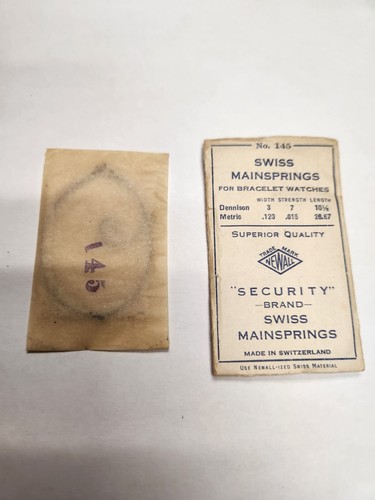 145
No. 145
SWISS
MAINSPRINGS
FOR BRACELET WATCHES
WIDTH STRENGTH LENGTH
Dennison 3 7 10½
Metric .120 .015 26.67
SUPERIOR QUALITY
TRADE MARK
NEWALL
"SECURITY"
BRAND
SWISS
MAINSPRINGS
MADE IN SWITZERLAND
USE NEWALL-IZED SWISS MATERIAL